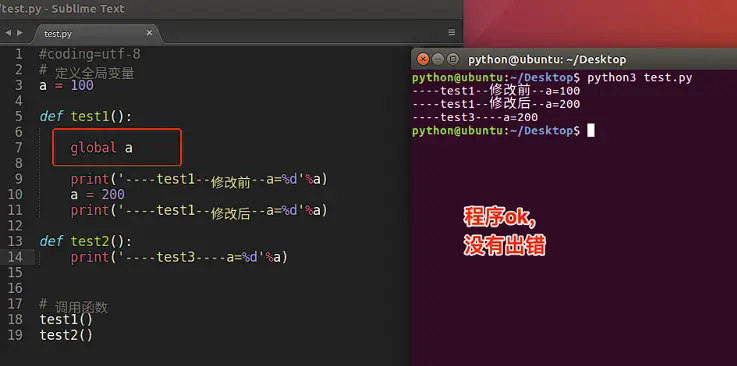 /test.py - Sublime Text
test.py
1 #coding=utf-8
2 # 定义全局变量
3 a = 100
4
5 def test1():
6
7 global a
8
9 print('----test1--修改前--a=%d'%a)
10 a = 200
11 print('----test1--修改后--a=%d'%a)
12
13 def test2():
14 print('----test3----a=%d'%a)
15
16
17 # 调用函数
18 test1()
19 test2()
python@ubuntu: ~/Desktop
python@ubuntu:~/Desktop$ python3 test.py
----test1--修改前--a=100
----test1--修改后--a=200
----test3----a=200
python@ubuntu:~/Desktop$
程序ok,
没有出错